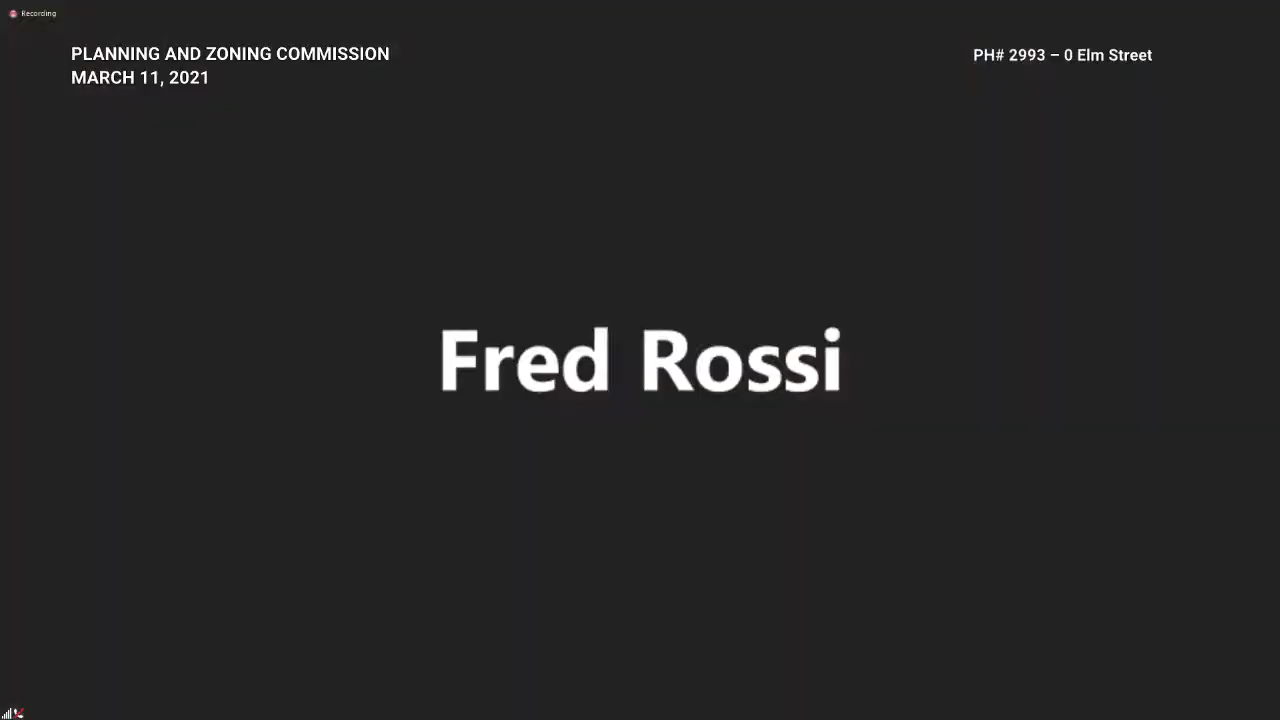 Recording
PLANNING AND ZONING COMMISSION
MARCH 11, 2021
PH# 2993 – 0 Elm Street
Fred Rossi